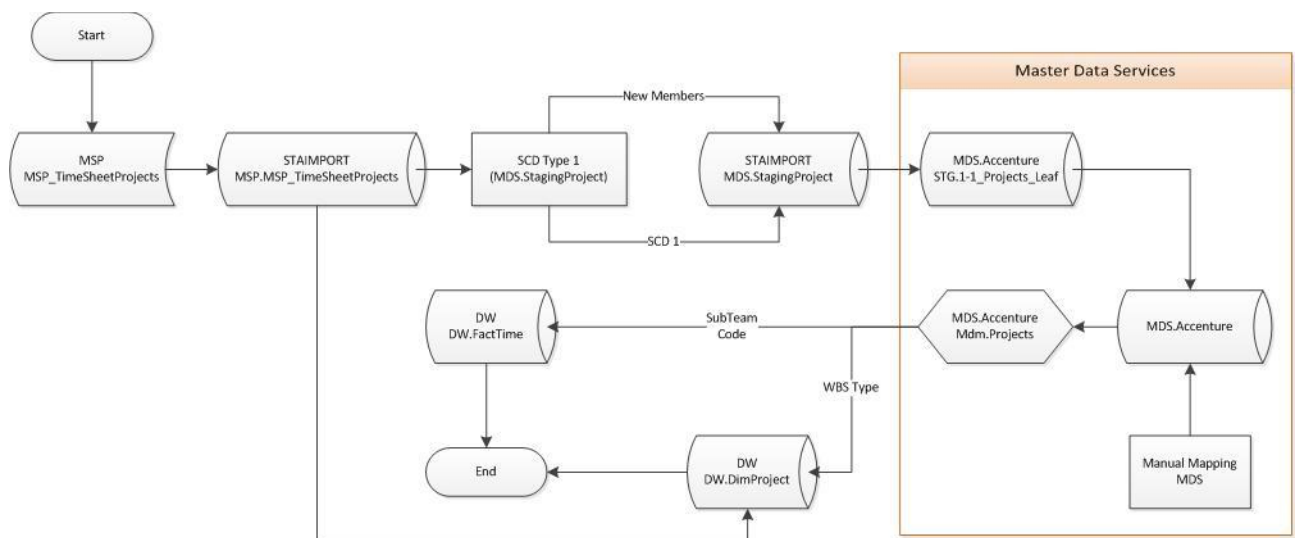 Start
Master Data Services
New Members
MSP
MSP_TimeSheetProjects
STAIMPORT
MSP.MSP_TimeSheetProjects
SCD Type 1
(MDS.StagingProject)
STAIMPORT
MDS.StagingProject
MDS.Accenture
STG.1-1_Projects_Leaf
SCD 1
DW
DW.FactTime
SubTeam
Code
MDS.Accenture
Mdm.Projects
MDS.Accenture
WBS Type
End
DW
DW.DimProject
Manual Mapping
MDS